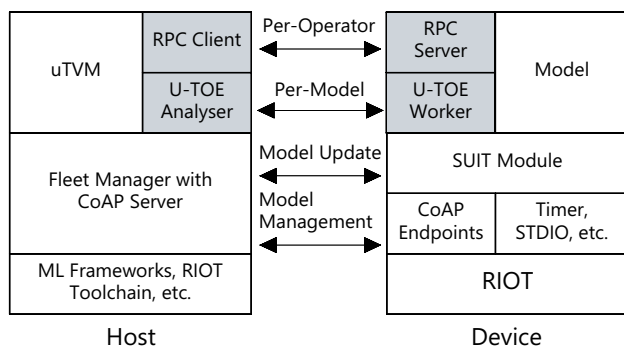 uTVM
RPC Client
U-TOE
Analyser
Fleet Manager with
CoAP Server
ML Frameworks, RIOT
Toolchain, etc.
Host
Per-Operator
Per-Model
Model Update
Model
Management
RPC
Server
U-TOE
Worker
Model
SUIT Module
CoAP
Endpoints
Timer,
STDIO, etc.
RIOT
Device